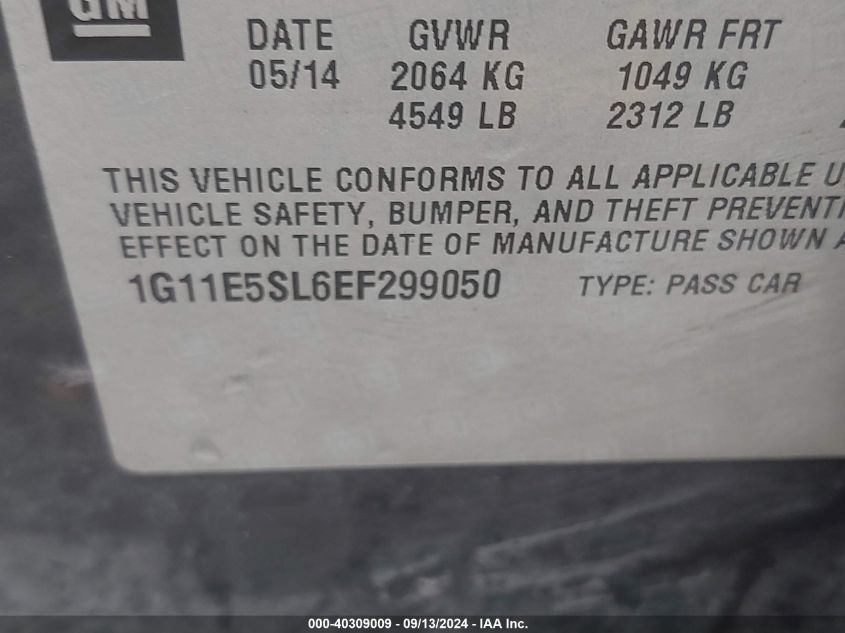 GM
DATE GVWR GAWR FRT
05/14 2064 KG 1049 KG
4549 LB 2312 LB
THIS VEHICLE CONFORMS TO ALL APPLICABLE U
VEHICLE SAFETY, BUMPER, AND THEFT PREVENTI
EFFECT ON THE DATE OF MANUFACTURE SHOWN A
1G11E5SL6EF299050 TYPE: PASS CAR
000-40309009 - 09/13/2024 - IAA Inc.